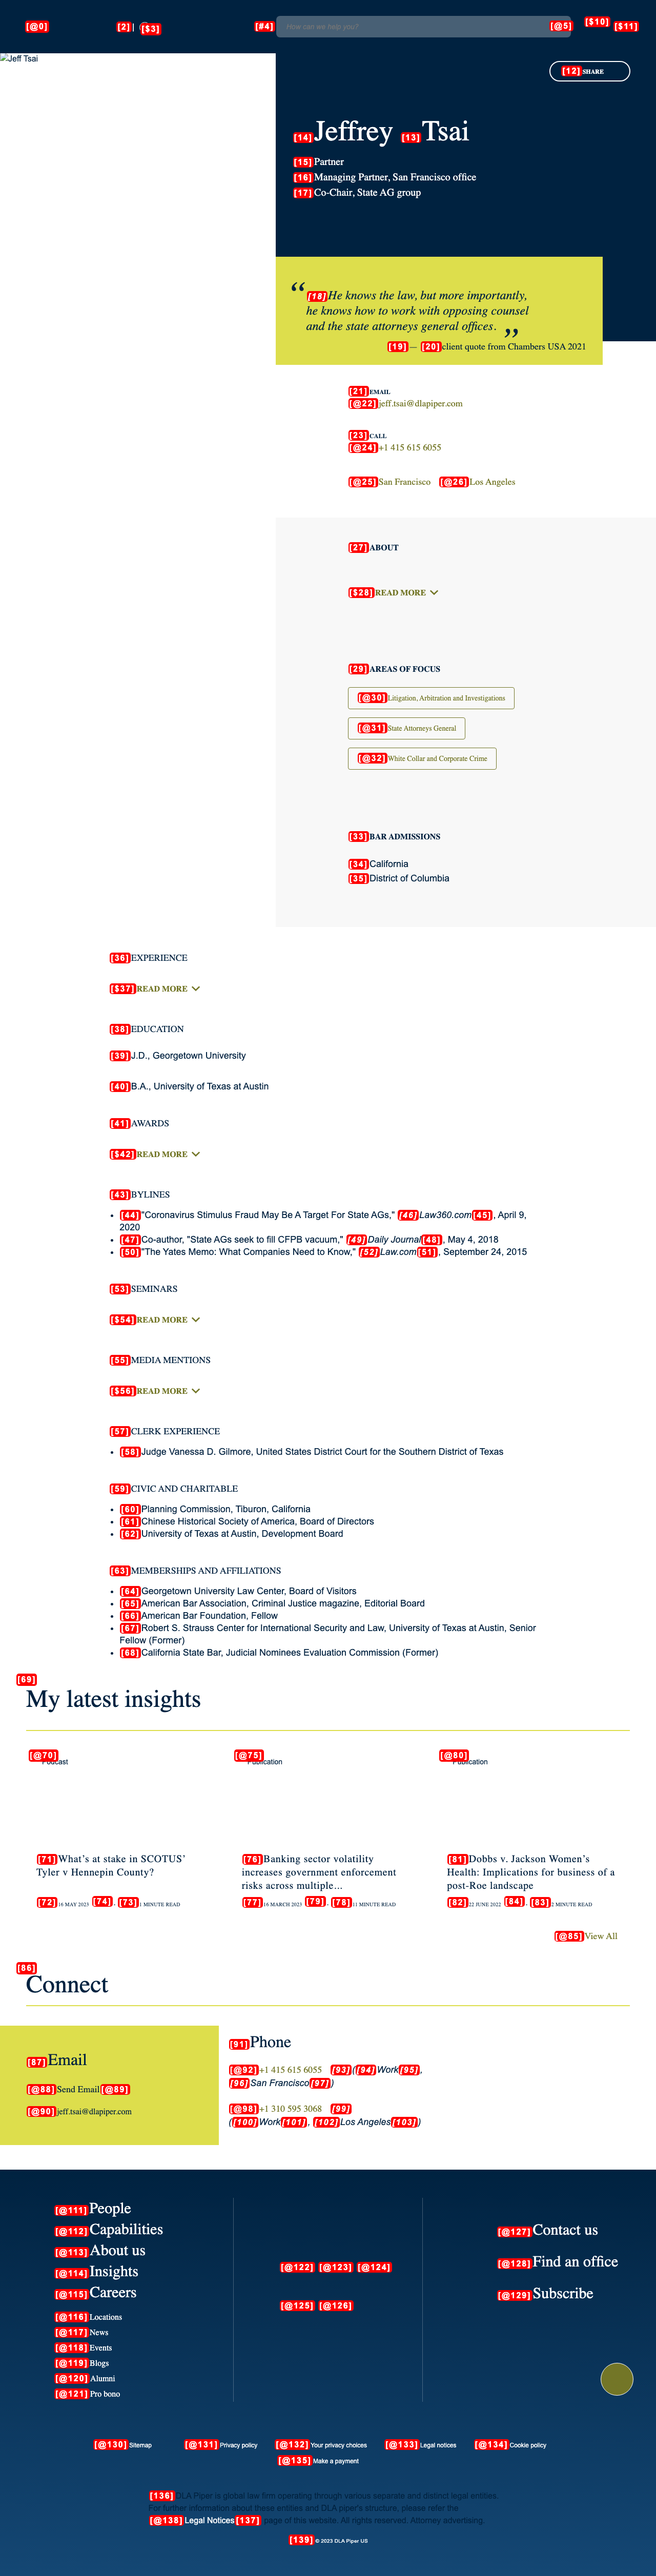 [@0] [2] | [$3] [#4] How can we help you? [@5] [$10] [$11]
Jeff Tsai
[12] SHARE
[14] Jeffrey [13] Tsai
[15] Partner
[16] Managing Partner, San Francisco office
[17] Co-Chair, State AG group
“ [18] He knows the law, but more importantly,
he knows how to work with opposing counsel
and the state attorneys general offices. ”
[19] — [20] client quote from Chambers USA 2021
[21] EMAIL
[@22] jeff.tsai@dlapiper.com
[23] CALL
[@24] +1 415 615 6055
[@25] San Francisco [@26] Los Angeles
[27] ABOUT
[$28] READ MORE
[29] AREAS OF FOCUS
[@30] Litigation, Arbitration and Investigations
[@31] State Attorneys General
[@32] White Collar and Corporate Crime
[33] BAR ADMISSIONS
[34] California
[35] District of Columbia
[36] EXPERIENCE
[$37] READ MORE
[38] EDUCATION
[39] J.D., Georgetown University
[40] B.A., University of Texas at Austin
[41] AWARDS
[$42] READ MORE
[43] BYLINES
• [44] "Coronavirus Stimulus Fraud May Be A Target For State AGs," [46] Law360.com [45], April 9,
2020
• [47] Co-author, "State AGs seek to fill CFPB vacuum," [49] Daily Journal [48], May 4, 2018
• [50] "The Yates Memo: What Companies Need to Know," [52] Law.com [51], September 24, 2015
[53] SEMINARS
[$54] READ MORE
[55] MEDIA MENTIONS
[$56] READ MORE
[57] CLERK EXPERIENCE
• [58] Judge Vanessa D. Gilmore, United States District Court for the Southern District of Texas
[59] CIVIC AND CHARITABLE
• [60] Planning Commission, Tiburon, California
• [61] Chinese Historical Society of America, Board of Directors
• [62] University of Texas at Austin, Development Board
[63] MEMBERSHIPS AND AFFILIATIONS
• [64] Georgetown University Law Center, Board of Visitors
• [65] American Bar Association, Criminal Justice magazine, Editorial Board
• [66] American Bar Foundation, Fellow
• [67] Robert S. Strauss Center for International Security and Law, University of Texas at Austin, Senior
Fellow (Former)
• [68] California State Bar, Judicial Nominees Evaluation Commission (Former)
[69]
My latest insights
[@70] Podcast
[71] What’s at stake in SCOTUS’
Tyler v Hennepin County?
[72] 16 MAY 2023 [74] . [73] 1 MINUTE READ
[@75] Publication
[76] Banking sector volatility
increases government enforcement
risks across multiple...
[77] 16 MARCH 2023 [79] . [78] 11 MINUTE READ
[@80] Publication
[81] Dobbs v. Jackson Women’s
Health: Implications for business of a
post-Roe landscape
[82] 22 JUNE 2022 [84] . [83] 2 MINUTE READ
[@85] View All
[86]
Connect
[87] Email
[@88] Send Email [@89]
[@90] jeff.tsai@dlapiper.com
[91] Phone
[@92] +1 415 615 6055 [93] ([94] Work [95],
[96] San Francisco [97])
[@98] +1 310 595 3068 [99]
([100] Work [101], [102] Los Angeles [103])
[@111] People
[@112] Capabilities
[@113] About us
[@114] Insights
[@115] Careers
[@116] Locations
[@117] News
[@118] Events
[@119] Blogs
[@120] Alumni
[@121] Pro bono
[@122] [@123] [@124]
[@125] [@126]
[@127] Contact us
[@128] Find an office
[@129] Subscribe
[@130] Sitemap [@131] Privacy policy [@132] Your privacy choices [@133] Legal notices [@134] Cookie policy
[@135] Make a payment
[136] DLA Piper is global law firm operating through various separate and distinct legal entities.
For further information about these entities and DLA piper's structure, please refer the
[@138] Legal Notices [137] page of this website. All rights reserved. Attorney advertising.
[139] © 2023 DLA Piper US